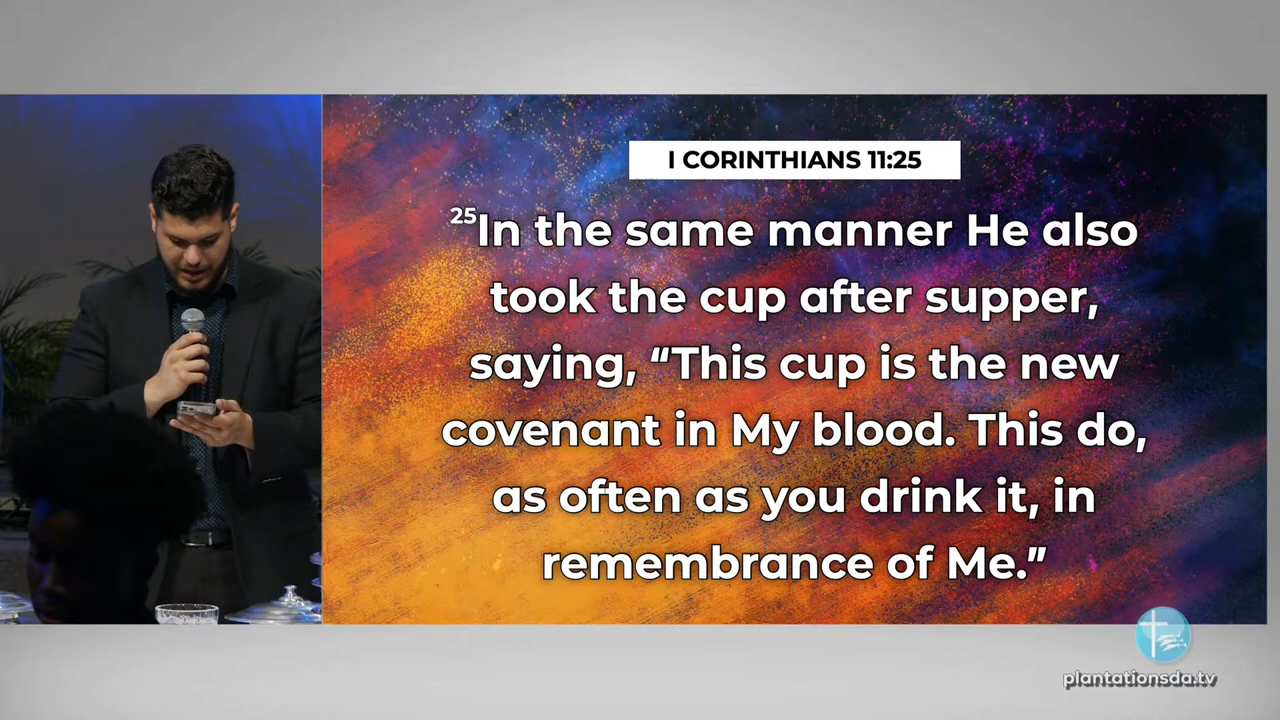 I CORINTHIANS 11:25
25In the same manner He also
took the cup after supper,
saying, “This cup is the new
covenant in My blood. This do,
as often as you drink it, in
remembrance of Me.”
plantationsda.tv